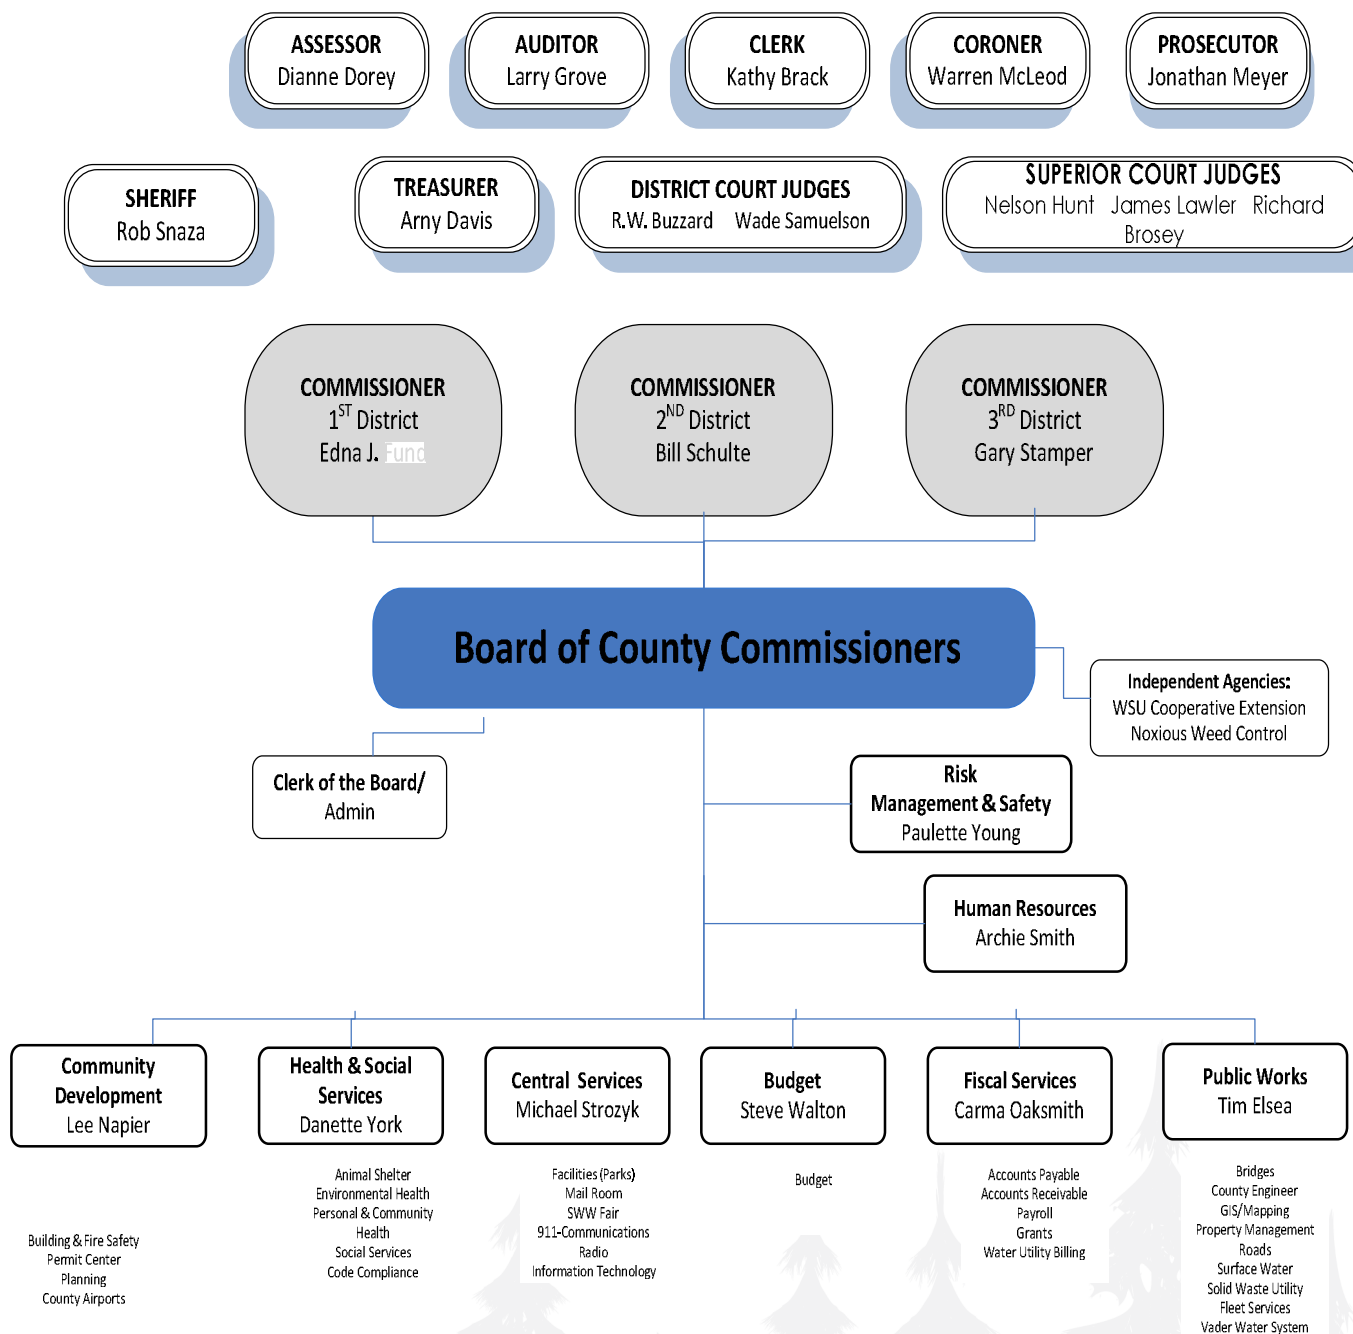 ASSESSOR
Dianne Dorey
AUDITOR
Larry Grove
CLERK
Kathy Brack
CORONER
Warren McLeod
PROSECUTOR
Jonathan Meyer
SHERIFF
Rob Snaza
TREASURER
Arny Davis
DISTRICT COURT JUDGES
R.W. Buzzard Wade Samuelson
SUPERIOR COURT JUDGES
Nelson Hunt James Lawler Richard
Brosey
COMMISSIONER
1ST District
Edna J. Fund
COMMISSIONER
2ND District
Bill Schulte
COMMISSIONER
3RD District
Gary Stamper
Board of County Commissioners
Independent Agencies:
WSU Cooperative Extension
Noxious Weed Control
Clerk of the Board/
Admin
Risk
Management & Safety
Paulette Young
Human Resources
Archie Smith
Community
Development
Lee Napier
Health & Social
Services
Danette York
Central Services
Michael Strozyk
Budget
Steve Walton
Fiscal Services
Carma Oaksmith
Public Works
Tim Elsea
Building & Fire Safety
Permit Center
Planning
County Airports
Animal Shelter
Environmental Health
Personal & Community
Health
Social Services
Code Compliance
Facilities (Parks)
Mail Room
SWW Fair
911-Communications
Radio
Information Technology
Budget
Accounts Payable
Accounts Receivable
Payroll
Grants
Water Utility Billing
Bridges
County Engineer
GIS/Mapping
Property Management
Roads
Surface Water
Solid Waste Utility
Fleet Services
Vader Water System